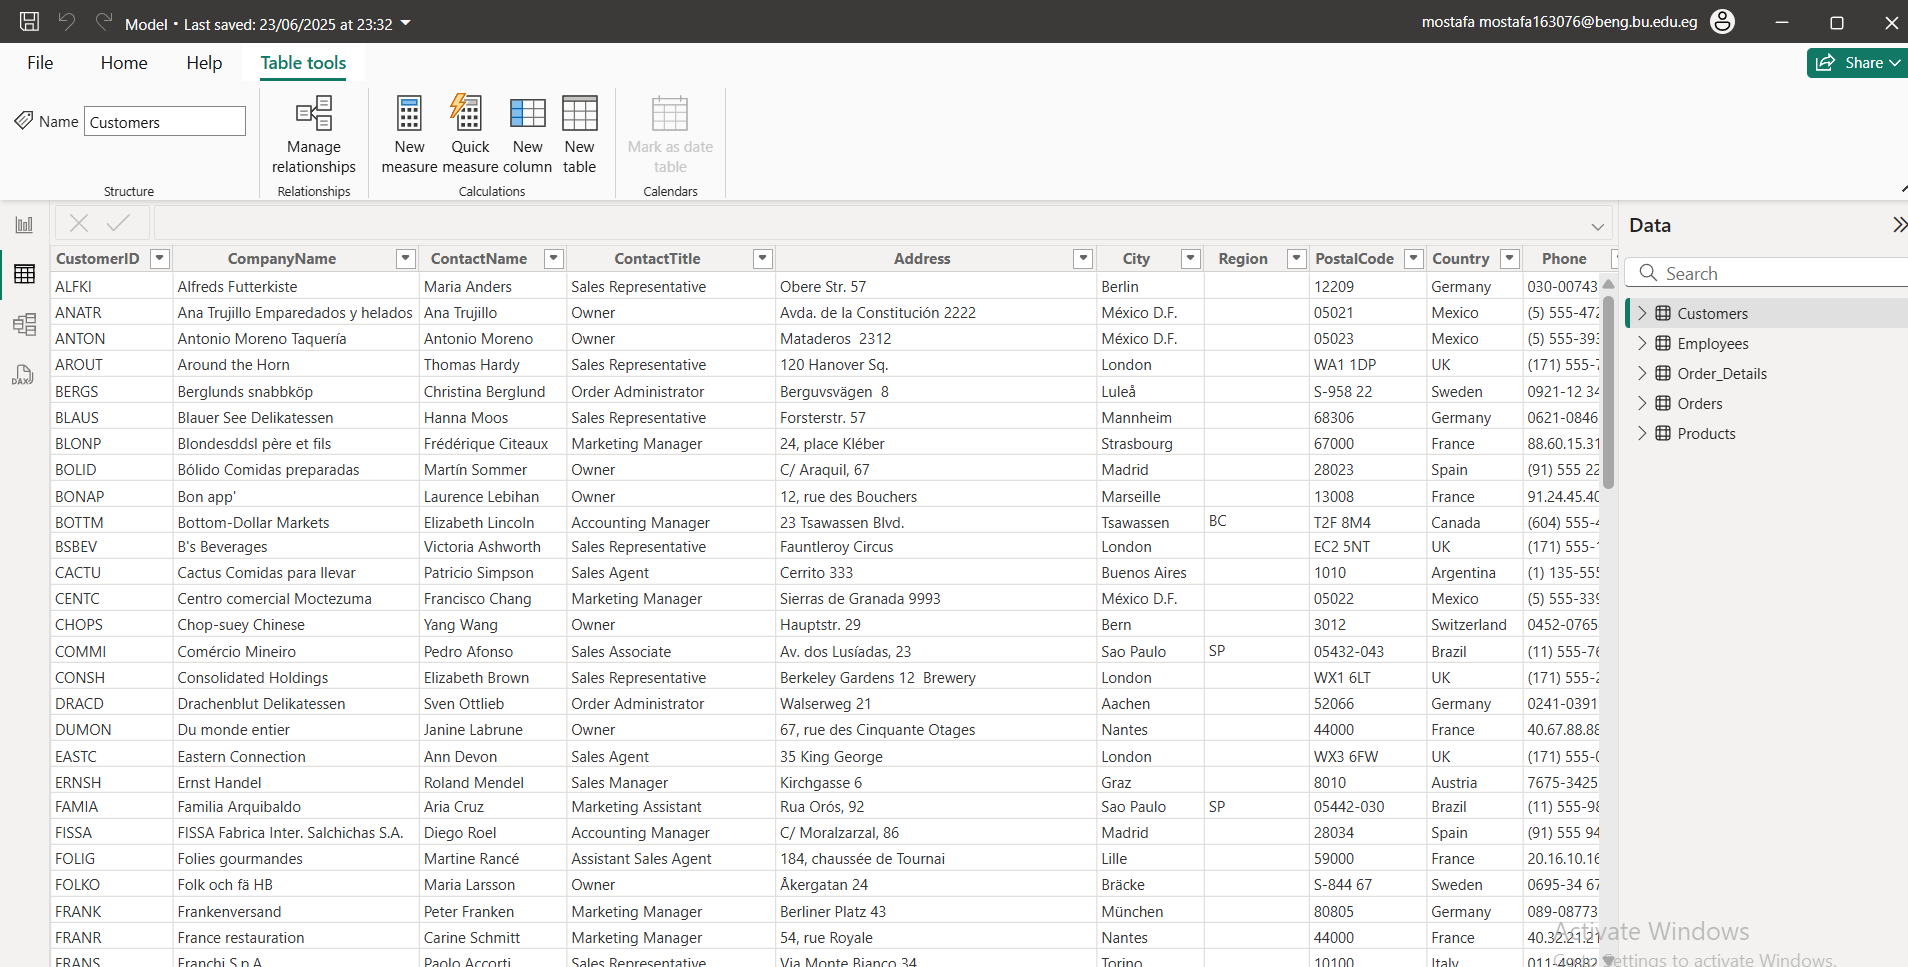 Model • Last saved: 23/06/2025 at 23:32
mostafa mostafa163076@beng.bu.edu.eg
File Home Help Table tools
Share
Name Customers
Manage relationships
New measure
Quick measure
New column
New table
Mark as date table
Structure Relationships Calculations Calendars
Data
Search
Customers
Employees
Order_Details
Orders
Products
CustomerID CompanyName ContactName ContactTitle Address City Region PostalCode Country Phone
ALFKI Alfreds Futterkiste Maria Anders Sales Representative Obere Str. 57 Berlin 12209 Germany 030-00743
ANATR Ana Trujillo Emparedados y helados Ana Trujillo Owner Avda. de la Constitución 2222 México D.F. 05021 Mexico (5) 555-472
ANTON Antonio Moreno Taquería Antonio Moreno Owner Mataderos  2312 México D.F. 05023 Mexico (5) 555-393
AROUT Around the Horn Thomas Hardy Sales Representative 120 Hanover Sq. London WA1 1DP UK (171) 555-7
BERGS Berglunds snabbköp Christina Berglund Order Administrator Berguvsvägen  8 Luleå S-958 22 Sweden 0921-12 34
BLAUS Blauer See Delikatessen Hanna Moos Sales Representative Forsterstr. 57 Mannheim 68306 Germany 0621-0846
BLONP Blondesddsl père et fils Frédérique Citeaux Marketing Manager 24, place Kléber Strasbourg 67000 France 88.60.15.31
BOLID Bólido Comidas preparadas Martín Sommer Owner C/ Araquil, 67 Madrid 28023 Spain (91) 555 22
BONAP Bon app' Laurence Lebihan Owner 12, rue des Bouchers Marseille 13008 France 91.24.45.40
BOTTM Bottom-Dollar Markets Elizabeth Lincoln Accounting Manager 23 Tsawassen Blvd. Tsawassen BC T2F 8M4 Canada (604) 555-4
BSBEV B's Beverages Victoria Ashworth Sales Representative Fauntleroy Circus London EC2 5NT UK (171) 555-1
CACTU Cactus Comidas para llevar Patricio Simpson Sales Agent Cerrito 333 Buenos Aires 1010 Argentina (1) 135-555
CENTC Centro comercial Moctezuma Francisco Chang Marketing Manager Sierras de Granada 9993 México D.F. 05022 Mexico (5) 555-339
CHOPS Chop-suey Chinese Yang Wang Owner Hauptstr. 29 Bern 3012 Switzerland 0452-0765
COMMI Comércio Mineiro Pedro Afonso Sales Associate Av. dos Lusíadas, 23 Sao Paulo SP 05432-043 Brazil (11) 555-76
CONSH Consolidated Holdings Elizabeth Brown Sales Representative Berkeley Gardens 12  Brewery London WX1 6LT UK (171) 555-2
DRACD Drachenblut Delikatessen Sven Ottlieb Order Administrator Walserweg 21 Aachen 52066 Germany 0241-0391
DUMON Du monde entier Janine Labrune Owner 67, rue des Cinquante Otages Nantes 44000 France 40.67.88.88
EASTC Eastern Connection Ann Devon Sales Agent 35 King George London WX3 6FW UK (171) 555-0
ERNSH Ernst Handel Roland Mendel Sales Manager Kirchgasse 6 Graz 8010 Austria 7675-3425
FAMIA Familia Arquibaldo Aria Cruz Marketing Assistant Rua Orós, 92 Sao Paulo SP 05442-030 Brazil (11) 555-98
FISSA FISSA Fabrica Inter. Salchichas S.A. Diego Roel Accounting Manager C/ Moralzarzal, 86 Madrid 28034 Spain (91) 555 94
FOLIG Folies gourmandes Martine Rancé Assistant Sales Agent 184, chaussée de Tournai Lille 59000 France 20.16.10.16
FOLKO Folk och fä HB Maria Larsson Owner Åkergatan 24 Bräcke S-844 67 Sweden 0695-34 67
FRANK Frankenversand Peter Franken Marketing Manager Berliner Platz 43 München 80805 Germany 089-08773
FRANR France restauration Carine Schmitt Marketing Manager 54, rue Royale Nantes 44000 France 40.32.21.21
FRANS Franchi S.p.A. Paolo Accorti Sales Representative Via Monte Bianco 34 Torino 10100 Italy 011-49882
Activate Windows
Go to Settings to activate Windows.
DAX